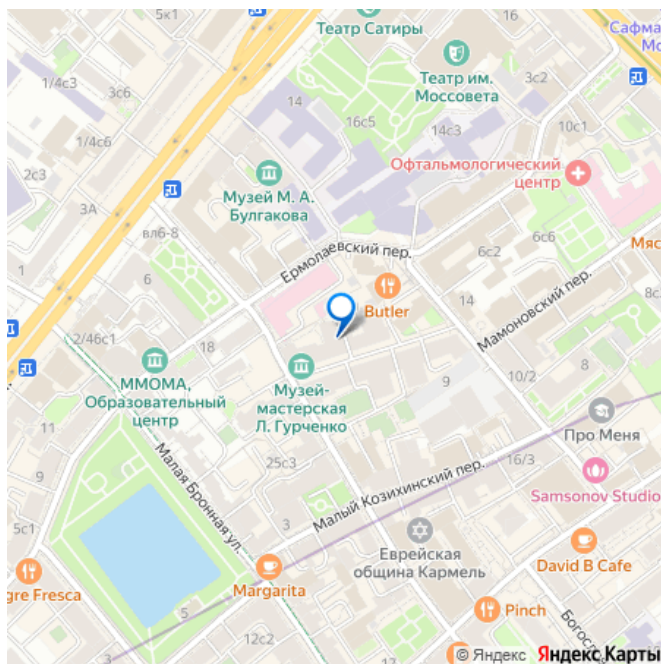 5к1
Театр Сатиры
16
Сафма
Мо
1/4с3
3с6
14
Театр им.
Моссовета
3с2
16с5
1/4с6
14с3
10с1
2с3
Офтальмологический
центр
Музей М. А.
Булгакова
3А
вл6-8
Ермолаевский пер.
6с2
6с6
Мяс
1
6
Butler
14
Мамоновский пер.
8с
2/46с1
18
ММОМА,
Образовательный
центр
Музей-
мастерская
Л. Гурченко
9
10/2
Про Меня
11
9
25с3
Малый Козихинский пер.
16/3
Малая Бронная ул.
Samsonov Studio
5с1
3
Еврейская
община Кармель
gre Fresca
Margarita
David B Cafe
5
Pinch
Богосл
12с2
© Яндекс Яндекс Карты